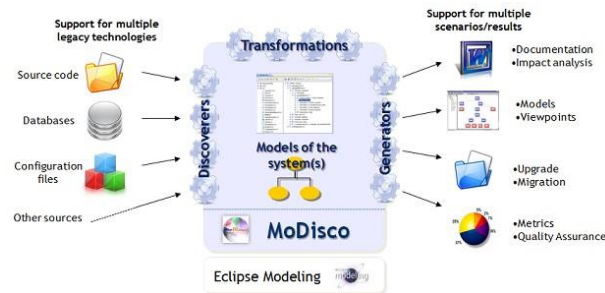 Support for multiple
legacy technologies
Source code
Databases
Configuration
files
Other sources
Transformations
Discoverers
Models of the
system(s)
Generators
MoDisco
Eclipse Modeling
modeling
Support for multiple
scenarios/results
•Documentation
•Impact analysis
•Models
•Viewpoints
•Upgrade
•Migration
•Metrics
•Quality Assurance